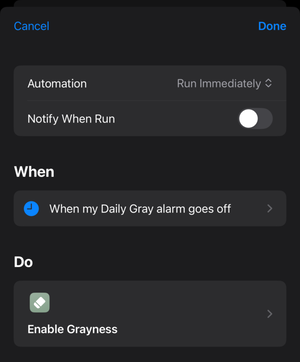 Cancel
Done
Automation
Run Immediately
Notify When Run
When
When my Daily Gray alarm goes off
Do
Enable Grayness